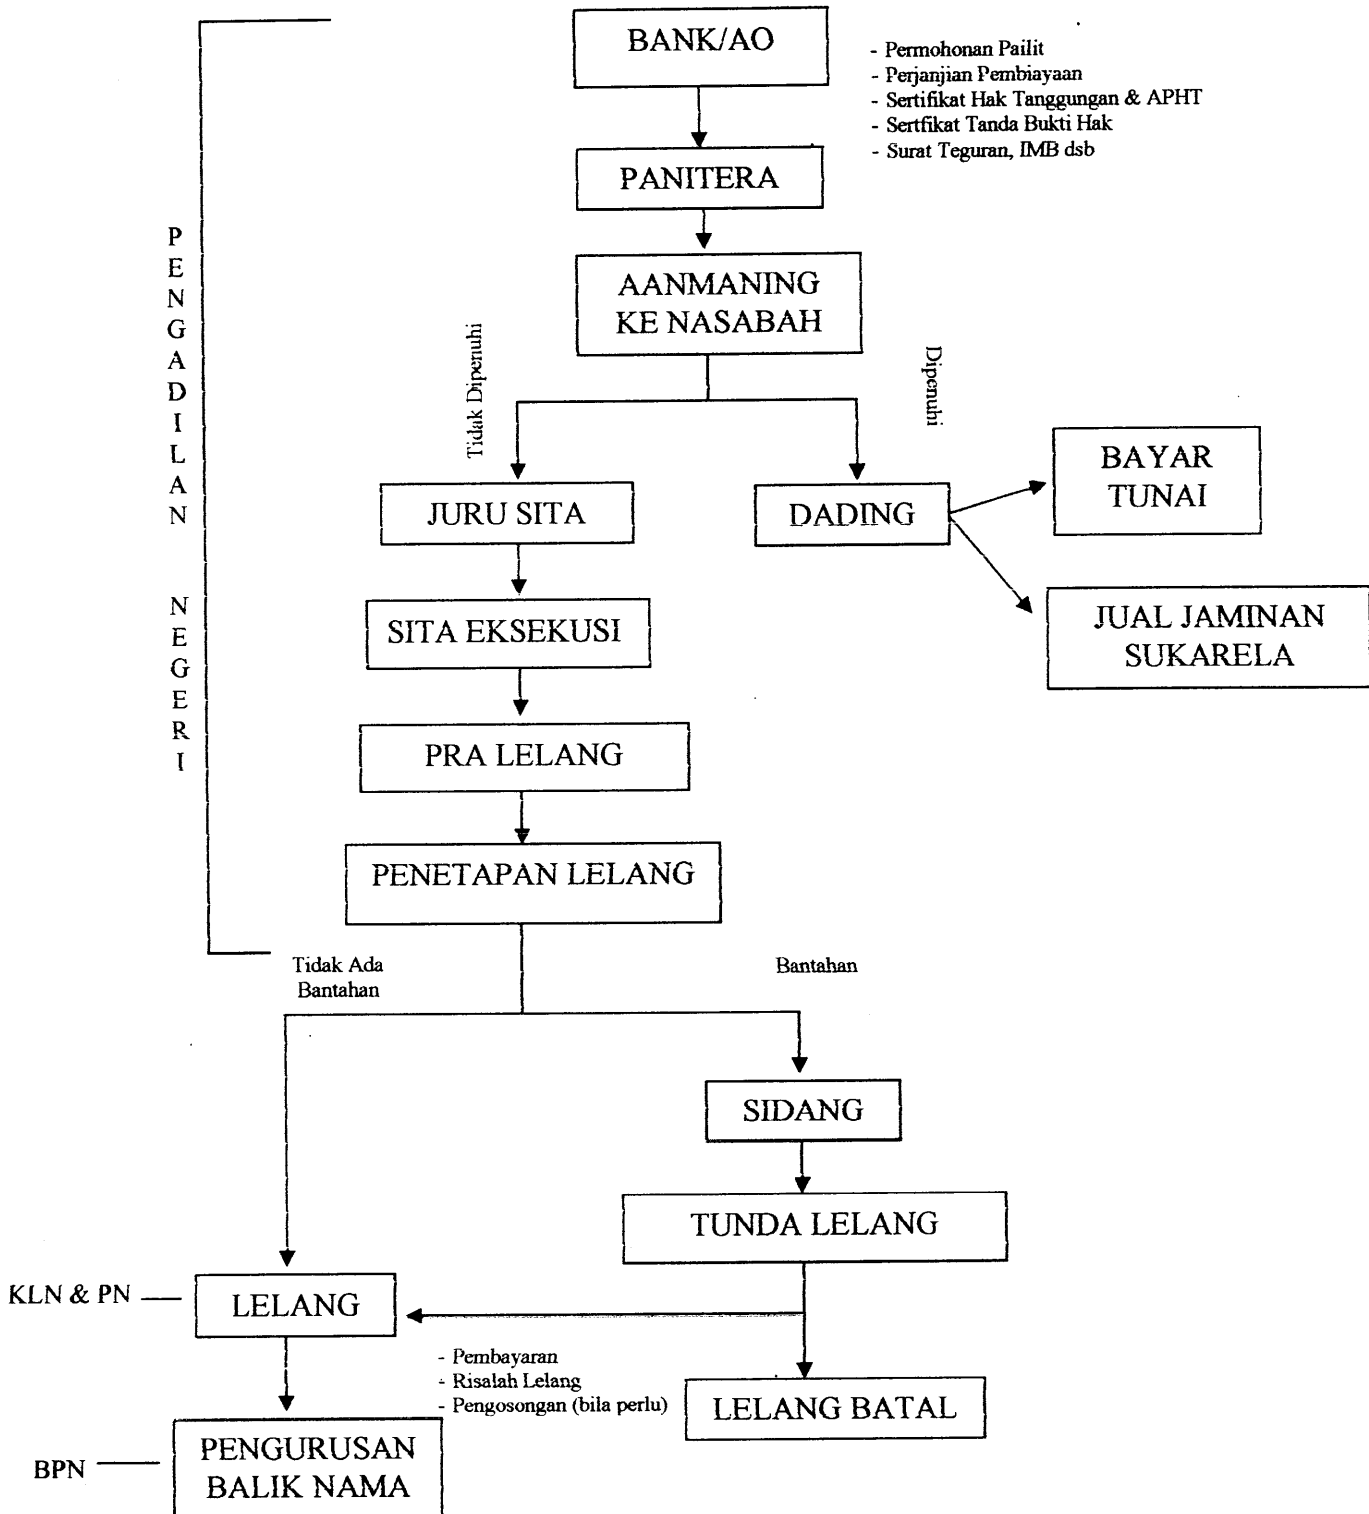 BANK/AO
- Permohonan Pailit
- Perjanjian Pembiayaan
- Sertifikat Hak Tanggungan & APHT
- Sertfikat Tanda Bukti Hak
- Surat Teguran, IMB dsb
PANITERA
PENGADILAN NEGERI
AANMANING
KE NASABAH
Tidak Dipenuhi
Dipenuhi
BAYAR
TUNAI
JURU SITA
DADING
SITA EKSEKUSI
JUAL JAMINAN
SUKARELA
PRA LELANG
PENETAPAN LELANG
Tidak Ada
Bantahan
Bantahan
SIDANG
TUNDA LELANG
KLN & PN
LELANG
- Pembayaran
- Risalah Lelang
- Pengosongan (bila perlu)
LELANG BATAL
BPN
PENGURUSAN
BALIK NAMA